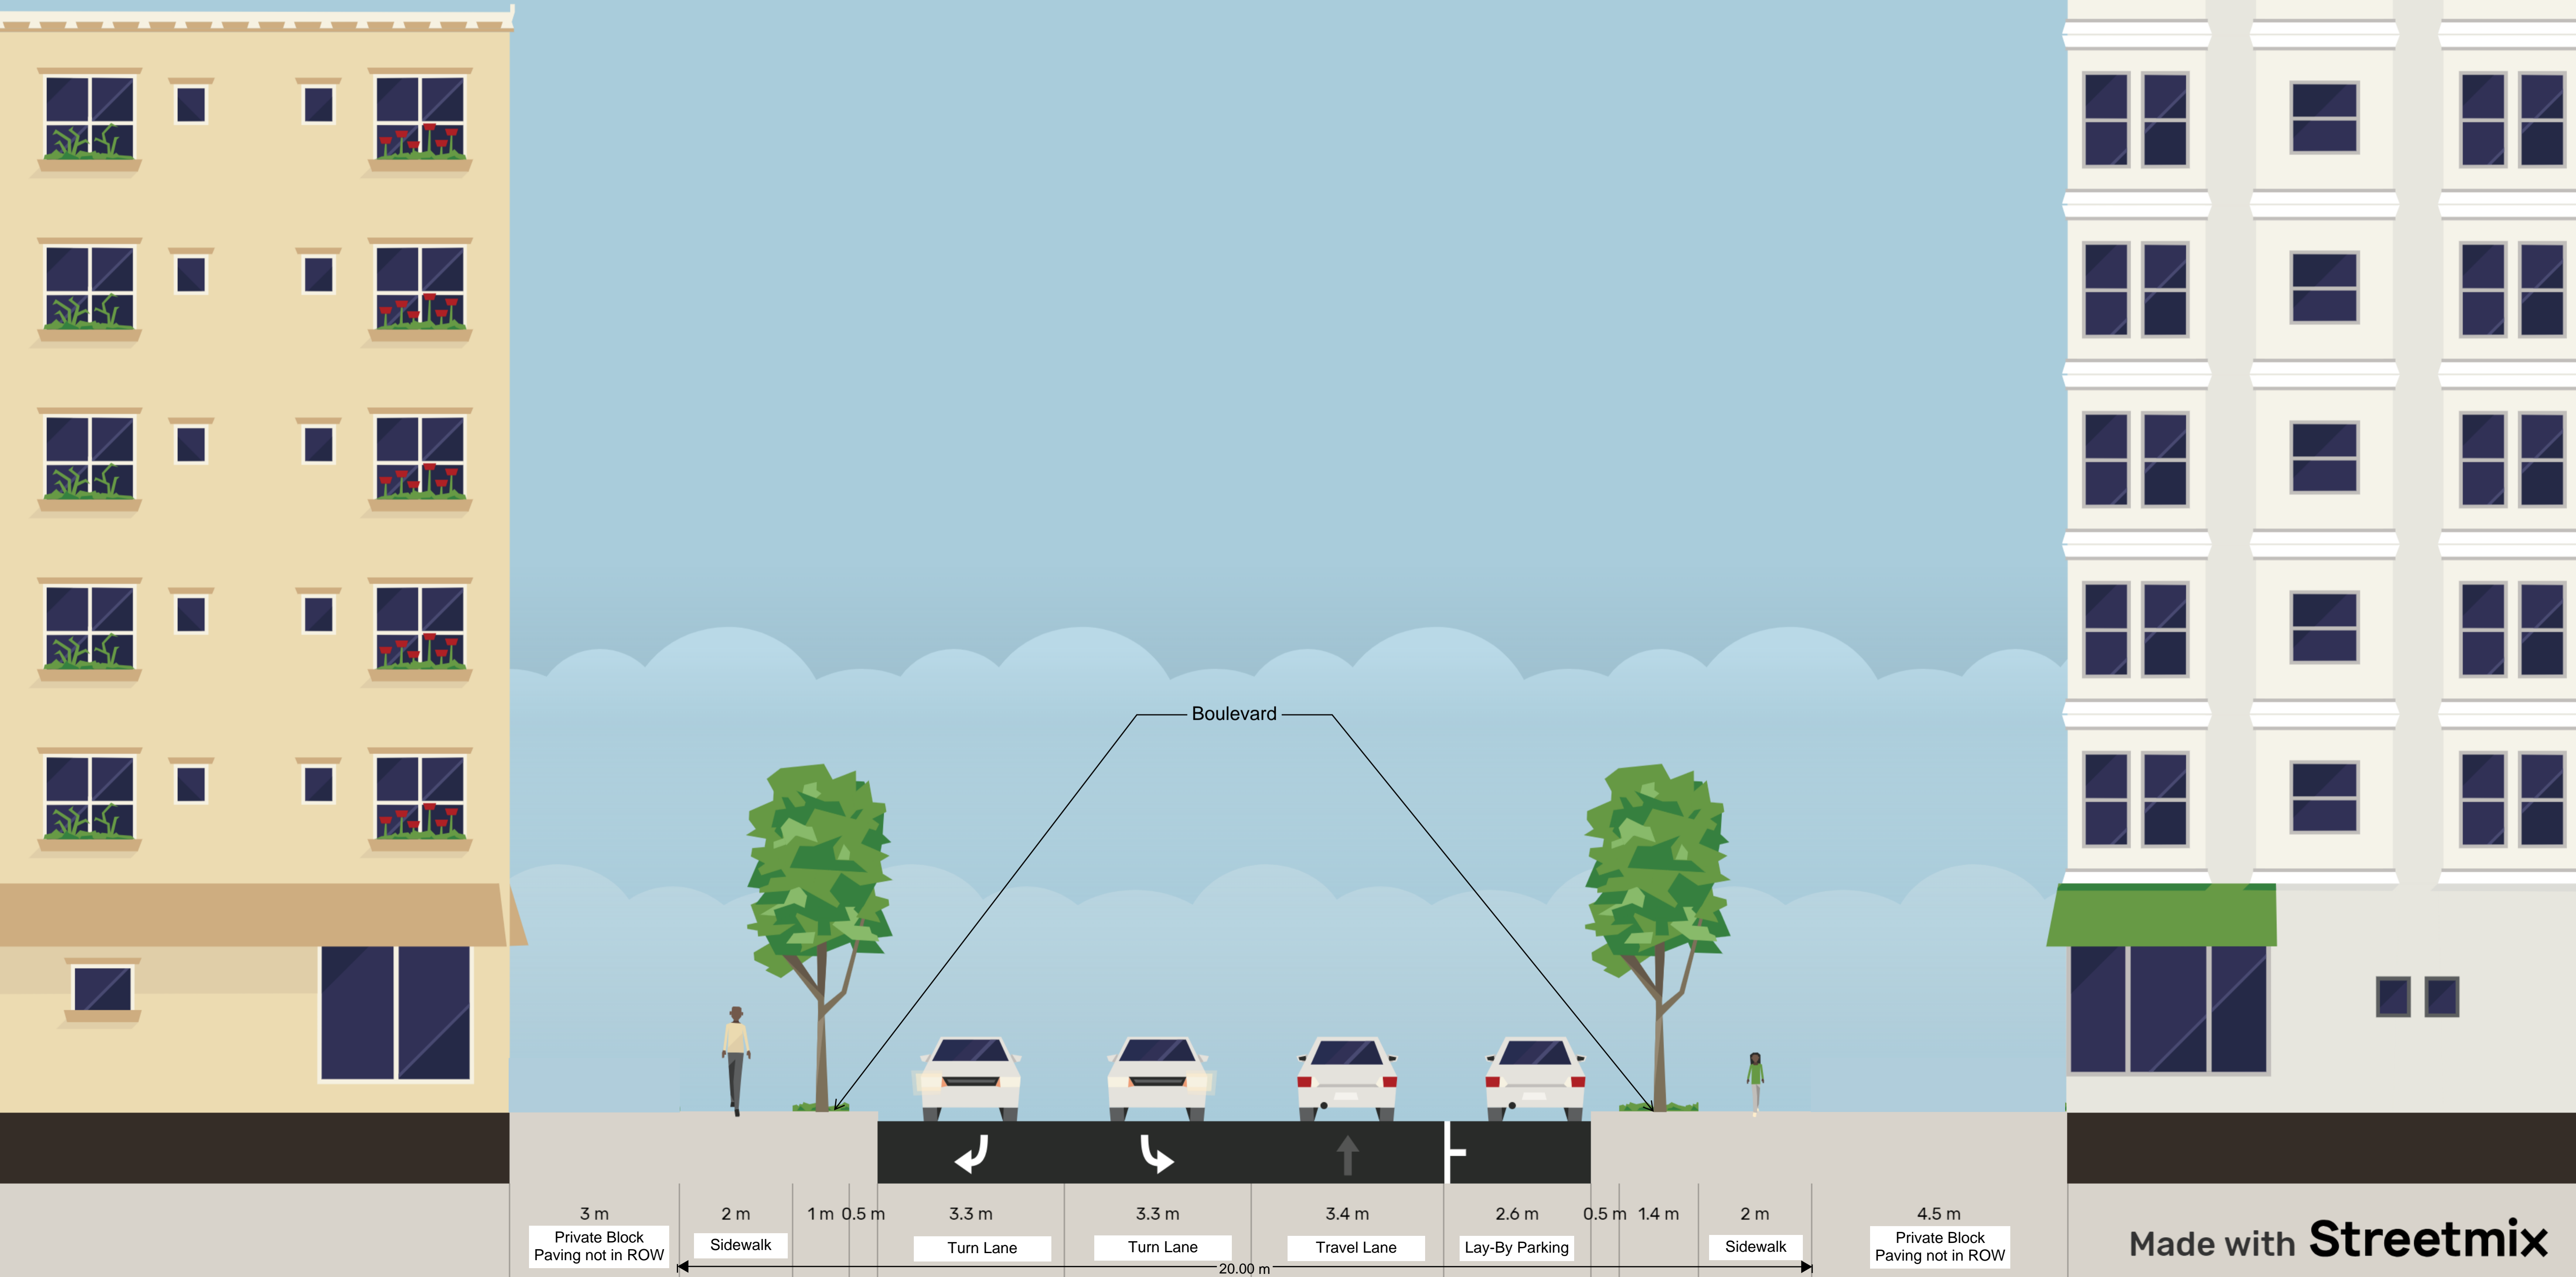 Boulevard
3 m
2 m
1 m
0.5 m
3.3 m
3.3 m
3.4 m
2.6 m
0.5 m
1.4 m
2 m
4.5 m
Private Block
Paving not in ROW
Sidewalk
Turn Lane
Turn Lane
Travel Lane
Lay-By Parking
Sidewalk
Private Block
Paving not in ROW
20.00 m
Made with Streetmix